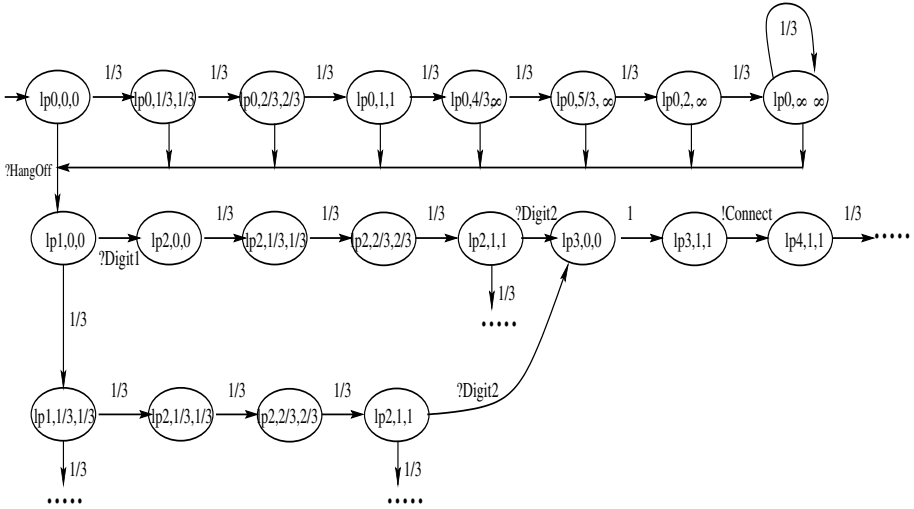 1/3
1/3 1/3 1/3 1/3 1/3 1/3 1/3
lp0,0,0 lp0,1/3,1/3 lp0,2/3,2/3 lp0,1,1 lp0,4/3,∞ lp0,5/3, ∞ lp0,2, ∞ lp0,∞ ∞
?HangOff
1/3 1/3 1/3 ?Digit2 1 !Connect 1/3
lp1,0,0 lp2,0,0 lp2,1/3,1/3 lp2,2/3,2/3 lp2,1,1 lp3,0,0 lp3,1,1 lp4,1,1 .....
?Digit1
1/3
.....
1/3
1/3 1/3 1/3 ?Digit2
lp1,1/3,1/3 lp2,1/3,1/3 lp2,2/3,2/3 lp2,1,1
1/3 1/3
..... .....